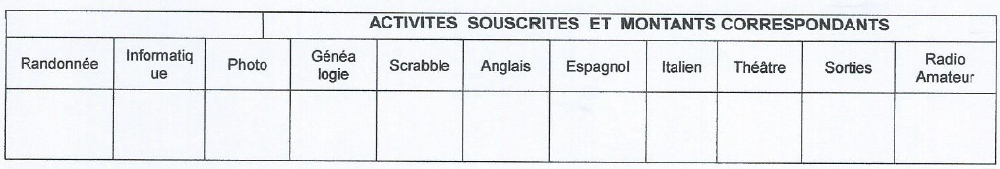 ACTIVITES SOUSCRITES ET MONTANTS CORRESPONDANTS
Randonnée
Informatiq
ue
Photo
Généa
logie
Scrabble
Anglais
Espagnol
Italien
Théâtre
Sorties
Radio
Amateur